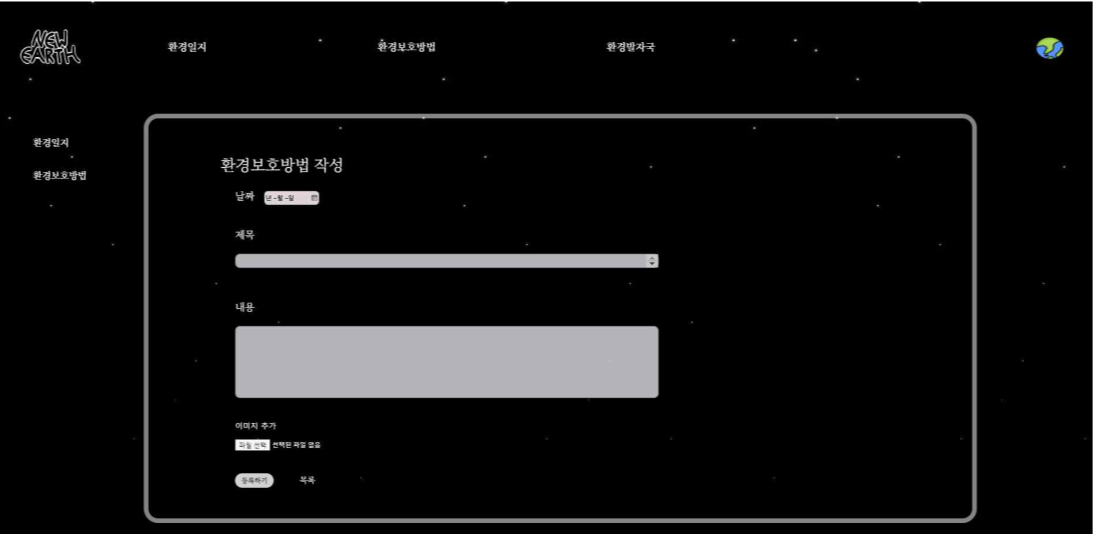 NEW
EARTH
환경일지
환경보호방법
환경발자국
환경일지
환경보호방법
환경보호방법 작성
날짜
년-월-일
제목
내용
이미지 추가
파일 선택 선택된 파일 없음
등록하기
목록